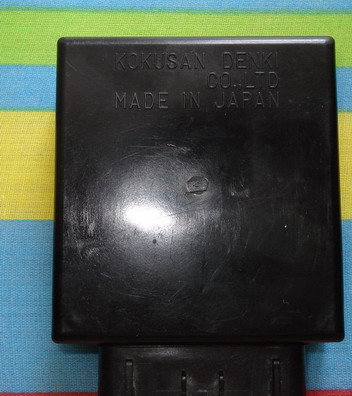 KOKUSAN DENKI
CO.,LTD
MADE IN JAPAN